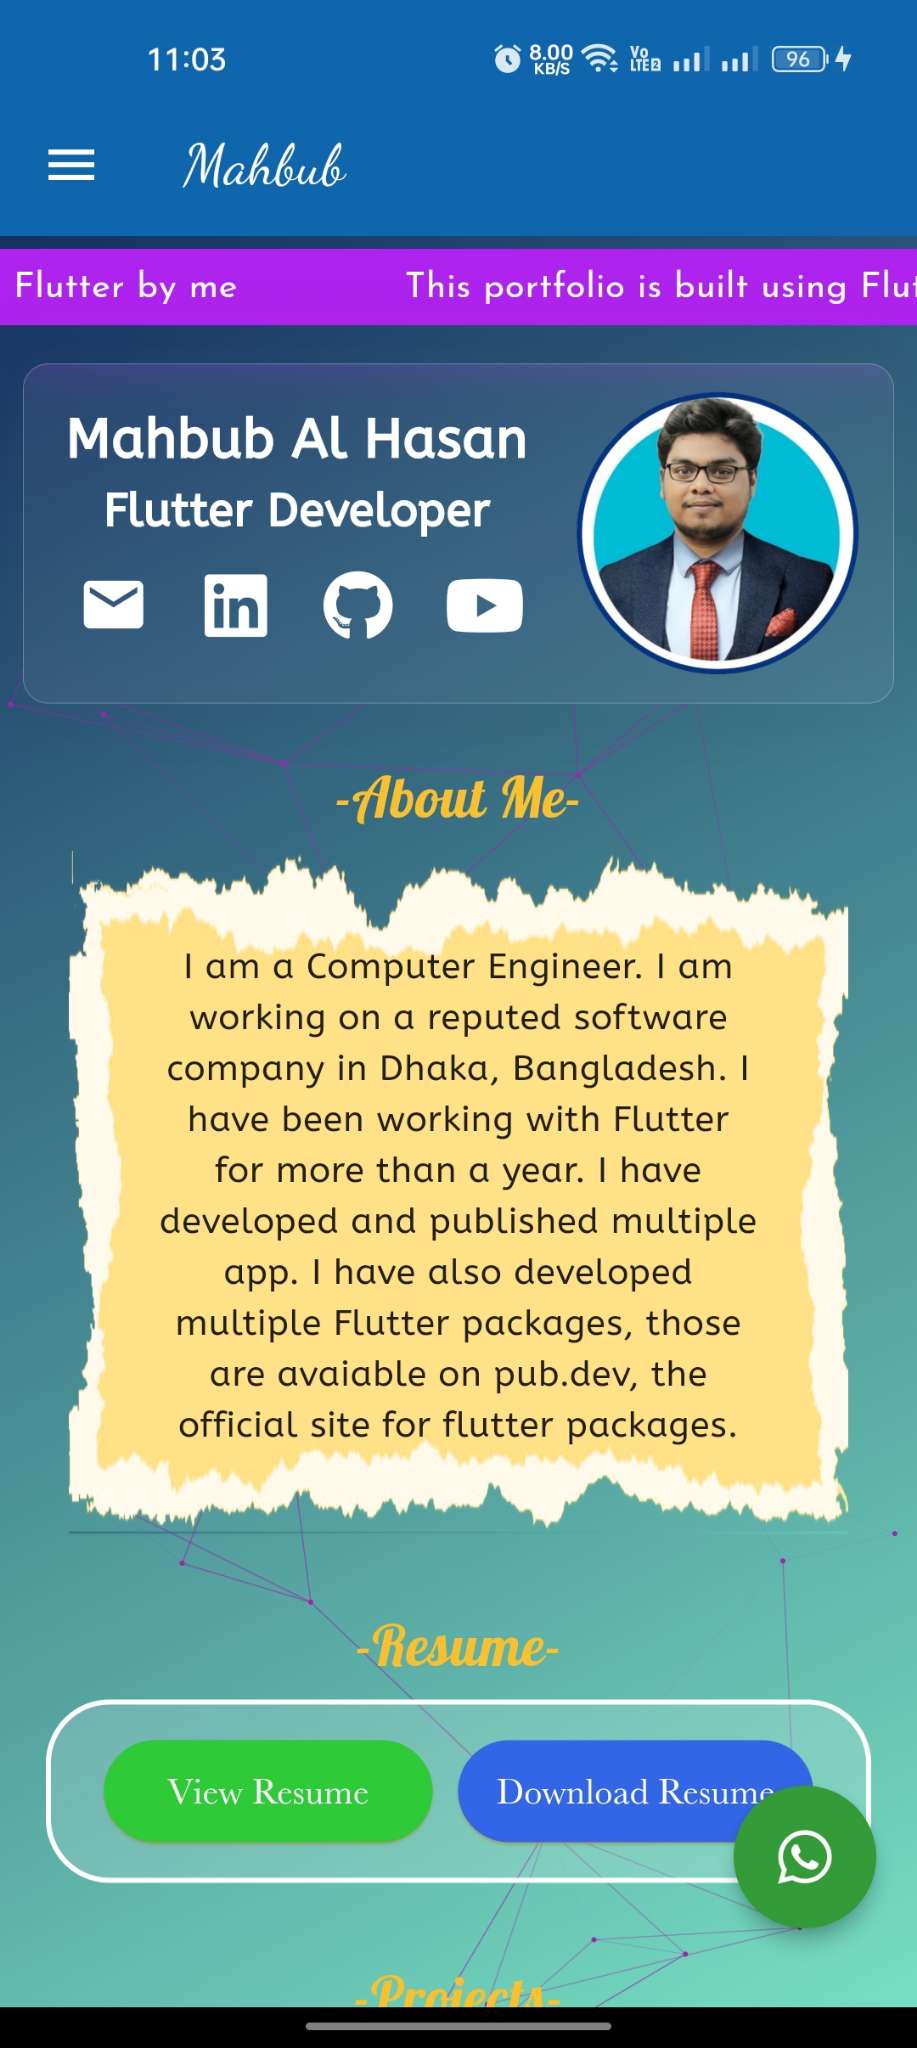 11:03
8.00
KB/S
Vo
LTE2
96
Mahbub
Flutter by me This portfolio is built using Flut
Mahbub Al Hasan
Flutter Developer
in
-About Me-
I am a Computer Engineer. I am
working on a reputed software
company in Dhaka, Bangladesh. I
have been working with Flutter
for more than a year. I have
developed and published multiple
app. I have also developed
multiple Flutter packages, those
are avaiable on pub.dev, the
official site for flutter packages.
-Resume-
View Resume
Download Resume
-Projects-